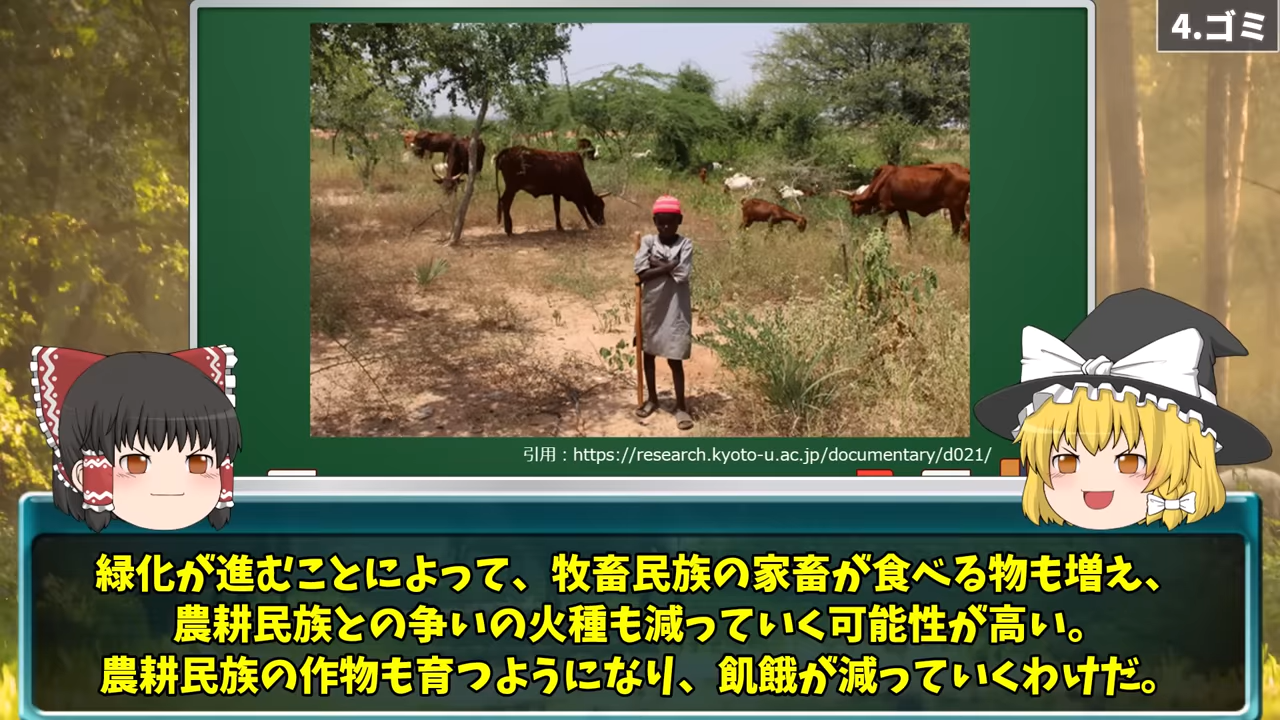 4.ゴミ
引用：https://research.kyoto-u.ac.jp/documentary/d021/
緑化が進むことによって、牧畜民族の家畜が食べる物も増え、
農耕民族との争いの火種も減っていく可能性が高い。
農耕民族の作物も育つようになり、飢餓が減っていくわけだ。